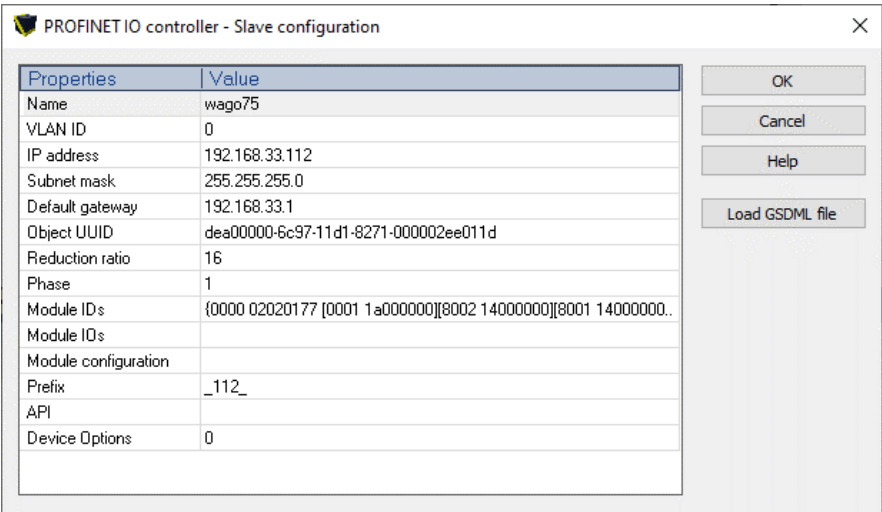 PROFINET IO controller - Slave configuration
Properties Value
Name wago75
VLAN ID 0
IP address 192.168.33.112
Subnet mask 255.255.255.0
Default gateway 192.168.33.1
Object UUID dea00000-6c97-11d1-8271-000002ee011d
Reduction ratio 16
Phase 1
Module IDs {0000 02020177 [0001 1a000000][8002 14000000][8001 14000000..
Module IOs
Module configuration
Prefix _112_
API
Device Options 0
OK
Cancel
Help
Load GSDML file